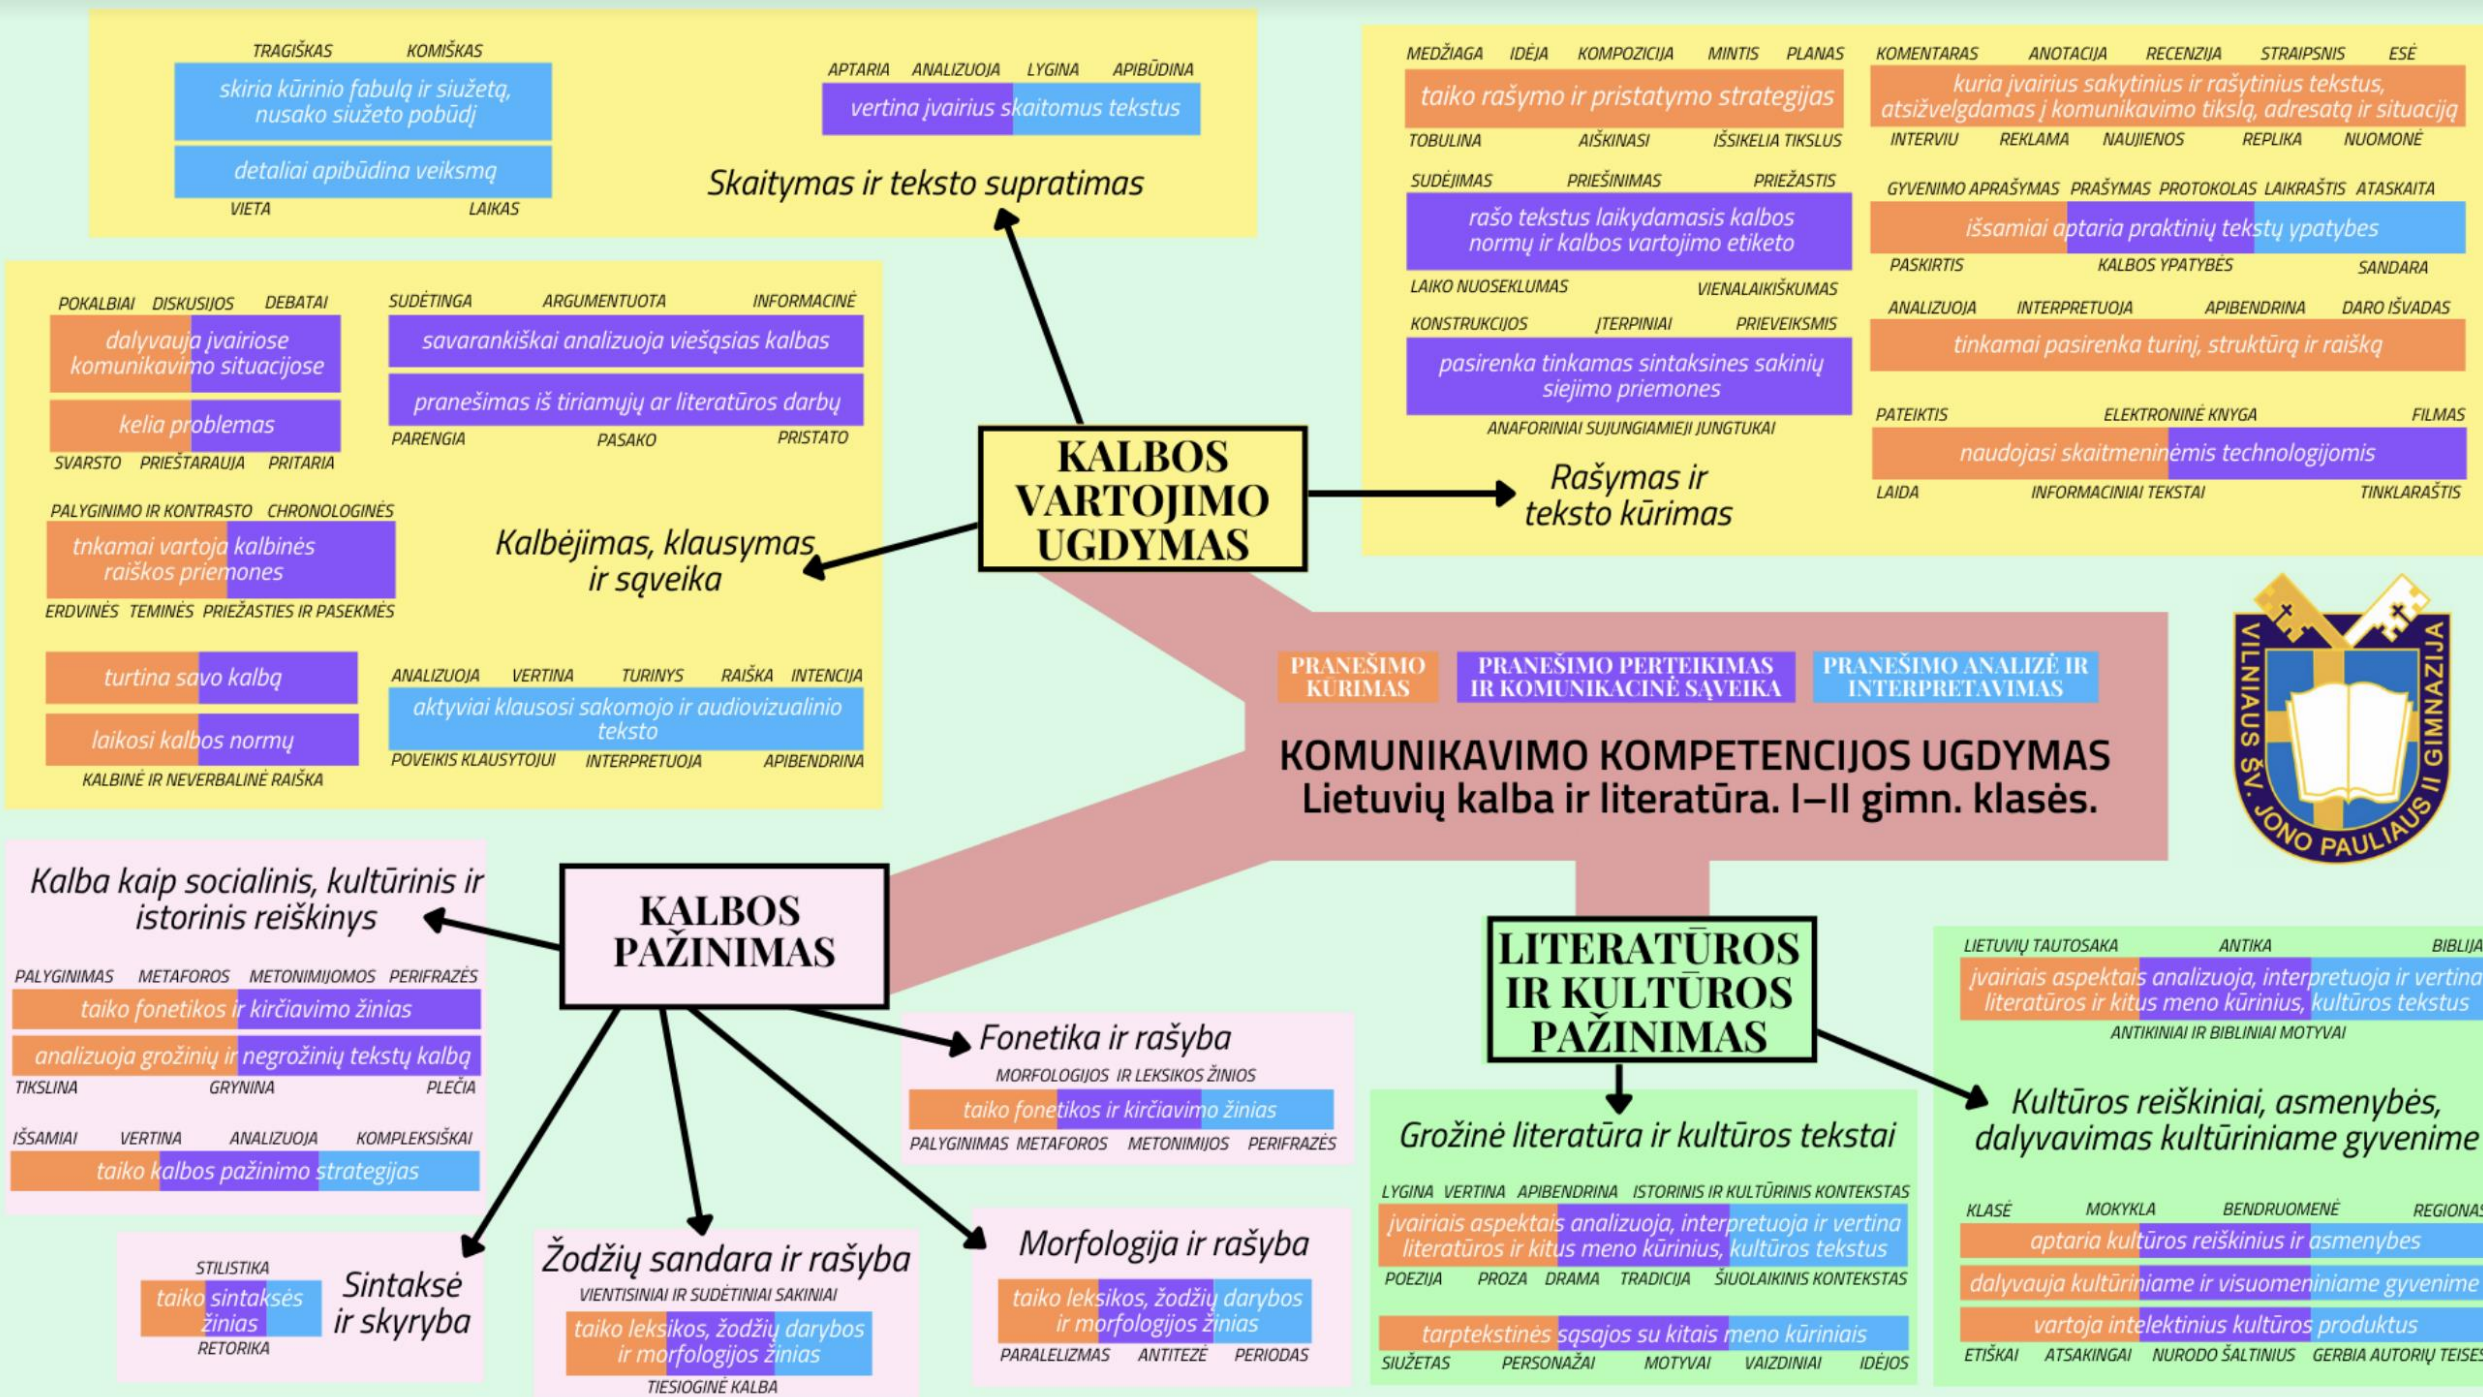 TRAGIŠKAS KOMIŠKAS
skiria kūrinio fabulą ir siužetą,
nusako siužeto pobūdį
detaliai apibūdina veiksmą
VIETA LAIKAS
APTARIA ANALIZUOJA LYGINA APIBŪDINA
vertina įvairius skaitomus tekstus
Skaitymas ir teksto supratimas
MEDŽIAGA IDĖJA KOMPOZICIJA MINTIS PLANAS
taiko rašymo ir pristatymo strategijas
TOBULINA AIŠKINASI IŠSIKELIA TIKSLUS
SUDĖJIMAS PRIEŠINIMAS PRIEŽASTIS
rašo tekstus laikydamasis kalbos
normų ir kalbos vartojimo etiketo
LAIKO NUOSEKLUMAS VIENALAIKIŠKUMAS
KONSTRUKCIJOS ĮTERPINIAI PRIEVEIKSMIS
pasirenka tinkamas sintaksines sakinių
siejimo priemones
ANAFORINIAI SUJUNGIAMIEJI JUNGTUKAI
Rašymas ir
teksto kūrimas
KOMENTARAS ANOTACIJA RECENZIJA STRAIPSNIS ESĖ
kuria įvairius sakytinius ir rašytinius tekstus,
atsižvelgdamas į komunikavimo tikslą, adresatą ir situaciją
INTERVIU REKLAMA NAUJIENOS REPLIKA NUOMONĖ
GYVENIMO APRAŠYMAS PRAŠYMAS PROTOKOLAS LAIKRAŠTIS ATASKAITA
išsamiai aptaria praktinių tekstų ypatybes
PASKIRTIS KALBOS YPATYBĖS SANDARA
ANALIZUOJA INTERPRETUOJA APIBENDRINA DARO IŠVADAS
tinkamai pasirenka turinį, struktūrą ir raišką
PATEIKTIS ELEKTRONINĖ KNYGA FILMAS
naudojasi skaitmeninėmis technologijomis
LAIDA INFORMACINIAI TEKSTAI TINKLARAŠTIS
POKALBIAI DISKUSIJOS DEBATAI
dalyvauja įvairiose
komunikavimo situacijose
kelia problemas
SVARSTO PRIEŠTARAUJA PRITARIA
SUDĖTINGA ARGUMENTUOTA INFORMACINĖ
savarankiškai analizuoja viešąsias kalbas
pranešimas iš tiriamųjų ar literatūros darbų
PARENGIA PASAKO PRISTATO
PALYGINIMO IR KONTRASTO CHRONOLOGINĖS
tnkamai vartoja kalbinės
raiškos priemones
ERDVINĖS TEMINĖS PRIEŽASTIES IR PASEKMĖS
Kalbėjimas, klausymas
ir sąveika
turtina savo kalbą
laikosi kalbos normų
KALBINĖ IR NEVERBALINĖ RAIŠKA
ANALIZUOJA VERTINA TURINYS RAIŠKA INTENCIJA
aktyviai klausosi sakomojo ir audiovizualinio
teksto
POVEIKIS KLAUSYTOJUI INTERPRETUOJA APIBENDRINA
KALBOS
VARTOJIMO
UGDYMAS
PRANEŠIMO
KŪRIMAS
PRANEŠIMO PERTEIKIMAS
IR KOMUNIKACINĖ SĄVEIKA
PRANEŠIMO ANALIZĖ IR
INTERPRETAVIMAS
KOMUNIKAVIMO KOMPETENCIJOS UGDYMAS
Lietuvių kalba ir literatūra. I–II gimn. klasės.
VILNIAUS ŠV. JONO PAULIAUS II GIMNAZIJA
Kalba kaip socialinis, kultūrinis ir
istorinis reiškinys
PALYGINIMAS METAFOROS METONIMIJOMOS PERIFRAZĖS
taiko fonetikos ir kirčiavimo žinias
analizuoja grožinių ir negrožinių tekstų kalbą
TIKSLINA GRYNINA PLEČIA
IŠSAMIAI VERTINA ANALIZUOJA KOMPLEKSIŠKAI
taiko kalbos pažinimo strategijas
KALBOS
PAŽINIMAS
STILISTIKA
taiko sintaksės
žinias
RETORIKA
Sintaksė
ir skyryba
Žodžių sandara ir rašyba
VIENTISINIAI IR SUDĖTINIAI SAKINIAI
taiko leksikos, žodžių darybos
ir morfologijos žinias
TIESIOGINĖ KALBA
Fonetika ir rašyba
MORFOLOGIJOS IR LEKSIKOS ŽINIOS
taiko fonetikos ir kirčiavimo žinias
PALYGINIMAS METAFOROS METONIMIJOS PERIFRAZĖS
Morfologija ir rašyba
taiko leksikos, žodžių darybos
ir morfologijos žinias
PARALELIZMAS ANTITEZĖ PERIODAS
LITERATŪROS
IR KULTŪROS
PAŽINIMAS
Grožinė literatūra ir kultūros tekstai
LYGINA VERTINA APIBENDRINA ISTORINIS IR KULTŪRINIS KONTEKSTAS
įvairiais aspektais analizuoja, interpretuoja ir vertina
literatūros ir kitus meno kūrinius, kultūros tekstus
POEZIJA PROZA DRAMA TRADICIJA ŠIUOLAIKINIS KONTEKSTAS
tarptekstinės sąsajos su kitais meno kūriniais
SIUŽETAS PERSONAŽAI MOTYVAI VAIZDINIAI IDĖJOS
LIETUVIŲ TAUTOSAKA ANTIKA BIBLIJA
įvairiais aspektais analizuoja, interpretuoja ir vertina
literatūros ir kitus meno kūrinius, kultūros tekstus
ANTIKINIAI IR BIBLINIAI MOTYVAI
Kultūros reiškiniai, asmenybės,
dalyvavimas kultūriniame gyvenime
KLASĖ MOKYKLA BENDRUOMENĖ REGIONAS
aptaria kultūros reiškinius ir asmenybes
dalyvauja kultūriniame ir visuomeniniame gyvenime
vartoja intelektinius kultūros produktus
ETIŠKAI ATSAKINGAI NURODO ŠALTINIUS GERBIA AUTORIŲ TEISES